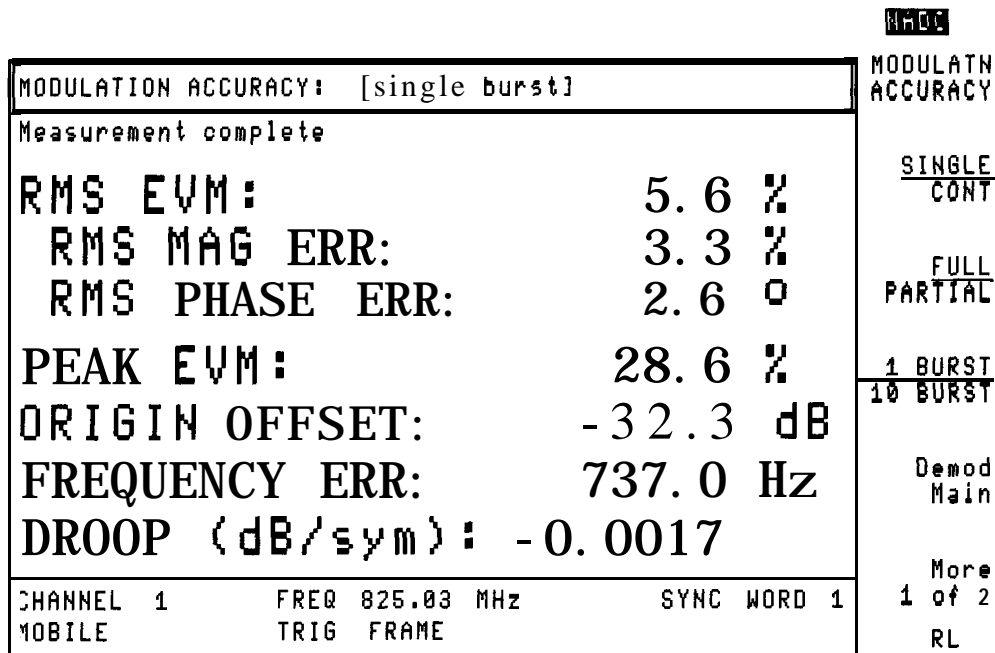 NADC
MODULATION ACCURACY: [single burst]
Measurement complete
RMS EVM: 5.6 %
RMS MAG ERR: 3.3 %
RMS PHASE ERR: 2.6 °
PEAK EVM: 28.6 %
ORIGIN OFFSET: -32.3 dB
FREQUENCY ERR: 737.0 Hz
DROOP (dB/sym): -0.0017
CHANNEL 1 FREQ 825.03 MHz SYNC WORD 1
MOBILE TRIG FRAME
MODULATN
ACCURACY
SINGLE
CONT
FULL
PARTIAL
1 BURST
10 BURST
Demod
Main
More
1 of 2
RL